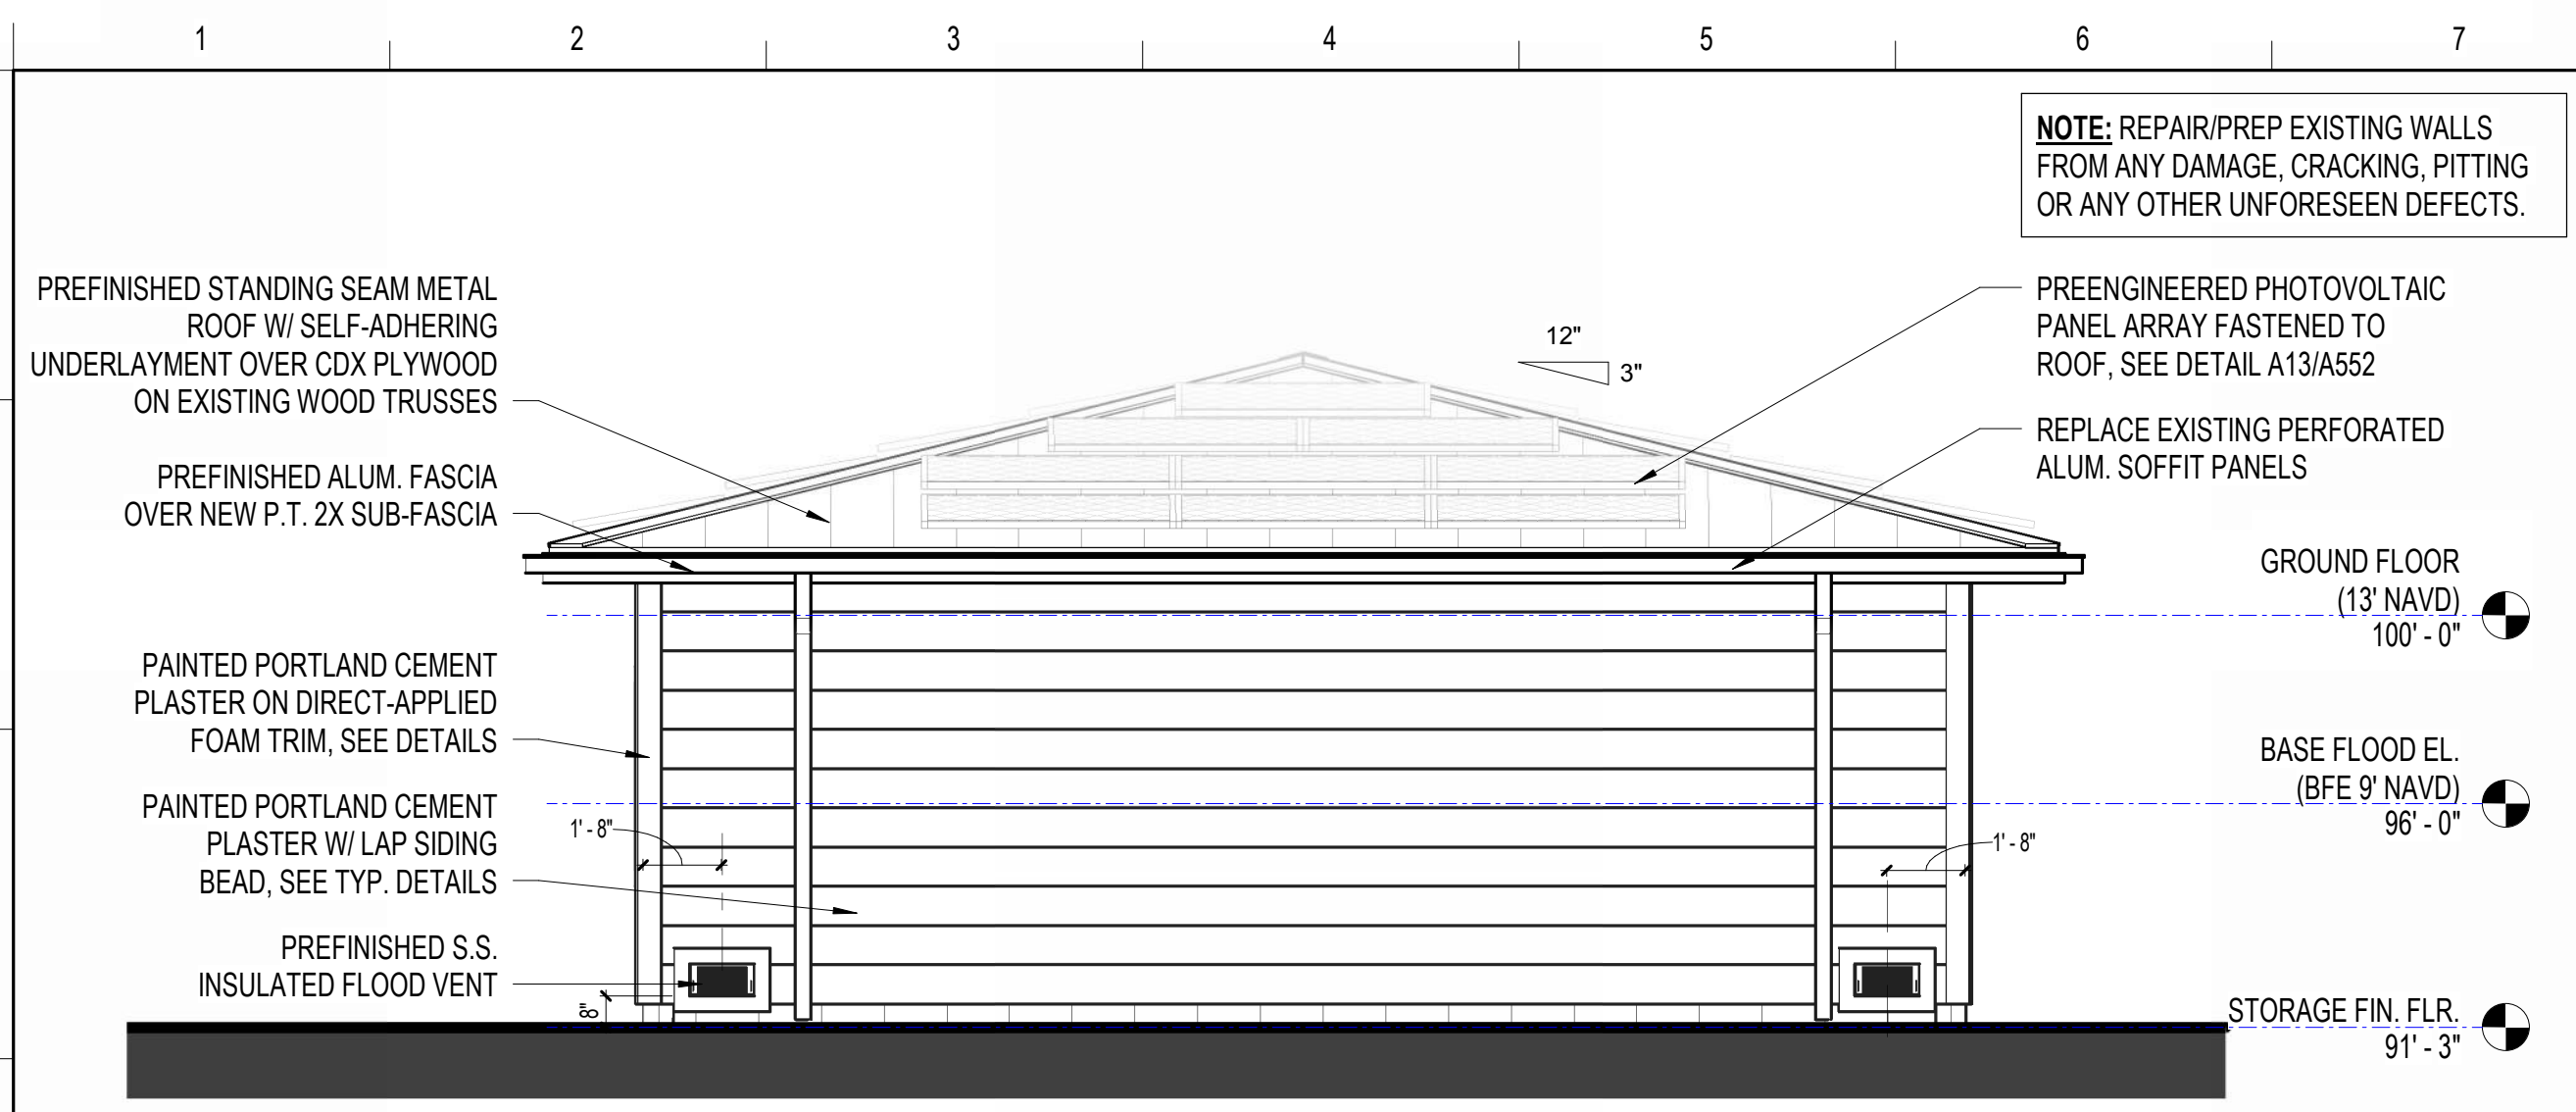 1 2 3 4 5 6 7
NOTE: REPAIR/PREP EXISTING WALLS
FROM ANY DAMAGE, CRACKING, PITTING
OR ANY OTHER UNFORESEEN DEFECTS.
PREFINISHED STANDING SEAM METAL
ROOF W/ SELF-ADHERING
UNDERLAYMENT OVER CDX PLYWOOD
ON EXISTING WOOD TRUSSES
PREFINISHED ALUM. FASCIA
OVER NEW P.T. 2X SUB-FASCIA
PAINTED PORTLAND CEMENT
PLASTER ON DIRECT-APPLIED
FOAM TRIM, SEE DETAILS
PAINTED PORTLAND CEMENT
PLASTER W/ LAP SIDING
BEAD, SEE TYP. DETAILS
PREFINISHED S.S.
INSULATED FLOOD VENT
12"
3"
1' - 8"
8"
1' - 8"
PREENGINEERED PHOTOVOLTAIC
PANEL ARRAY FASTENED TO
ROOF, SEE DETAIL A13/A552
REPLACE EXISTING PERFORATED
ALUM. SOFFIT PANELS
GROUND FLOOR
(13' NAVD)
100' - 0"
BASE FLOOD EL.
(BFE 9' NAVD)
96' - 0"
STORAGE FIN. FLR.
91' - 3"